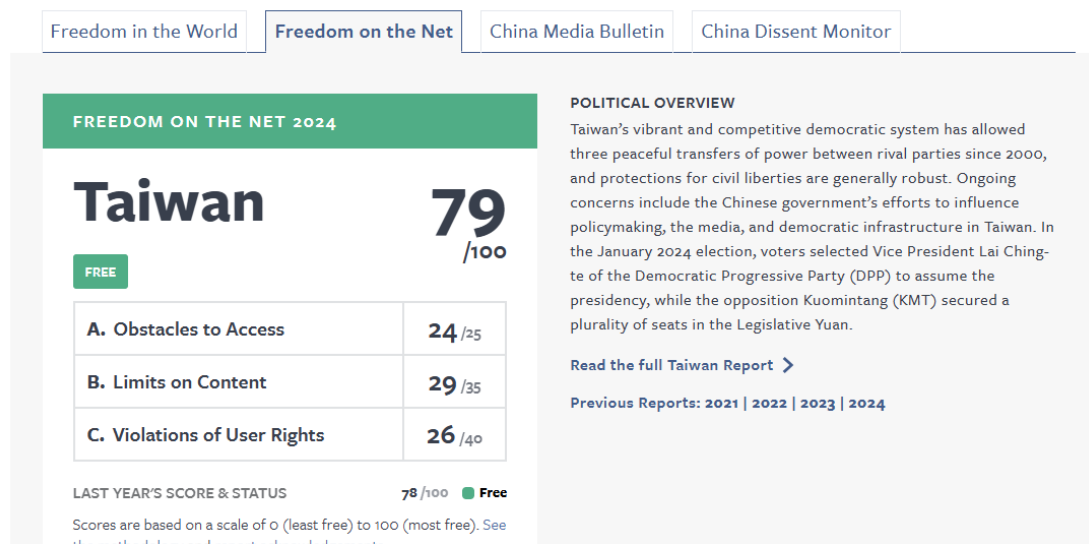 Freedom in the World
Freedom on the Net
China Media Bulletin
China Dissent Monitor
FREEDOM ON THE NET 2024
Taiwan
79
/100
FREE
A. Obstacles to Access
24 /25
B. Limits on Content
29 /35
C. Violations of User Rights
26 /40
LAST YEAR'S SCORE & STATUS
78 /100 Free
Scores are based on a scale of 0 (least free) to 100 (most free). See
POLITICAL OVERVIEW
Taiwan's vibrant and competitive democratic system has allowed
three peaceful transfers of power between rival parties since 2000,
and protections for civil liberties are generally robust. Ongoing
concerns include the Chinese government's efforts to influence
policymaking, the media, and democratic infrastructure in Taiwan. In
the January 2024 election, voters selected Vice President Lai Ching-
te of the Democratic Progressive Party (DPP) to assume the
presidency, while the opposition Kuomintang (KMT) secured a
plurality of seats in the Legislative Yuan.
Read the full Taiwan Report
Previous Reports: 2021 | 2022 | 2023 | 2024